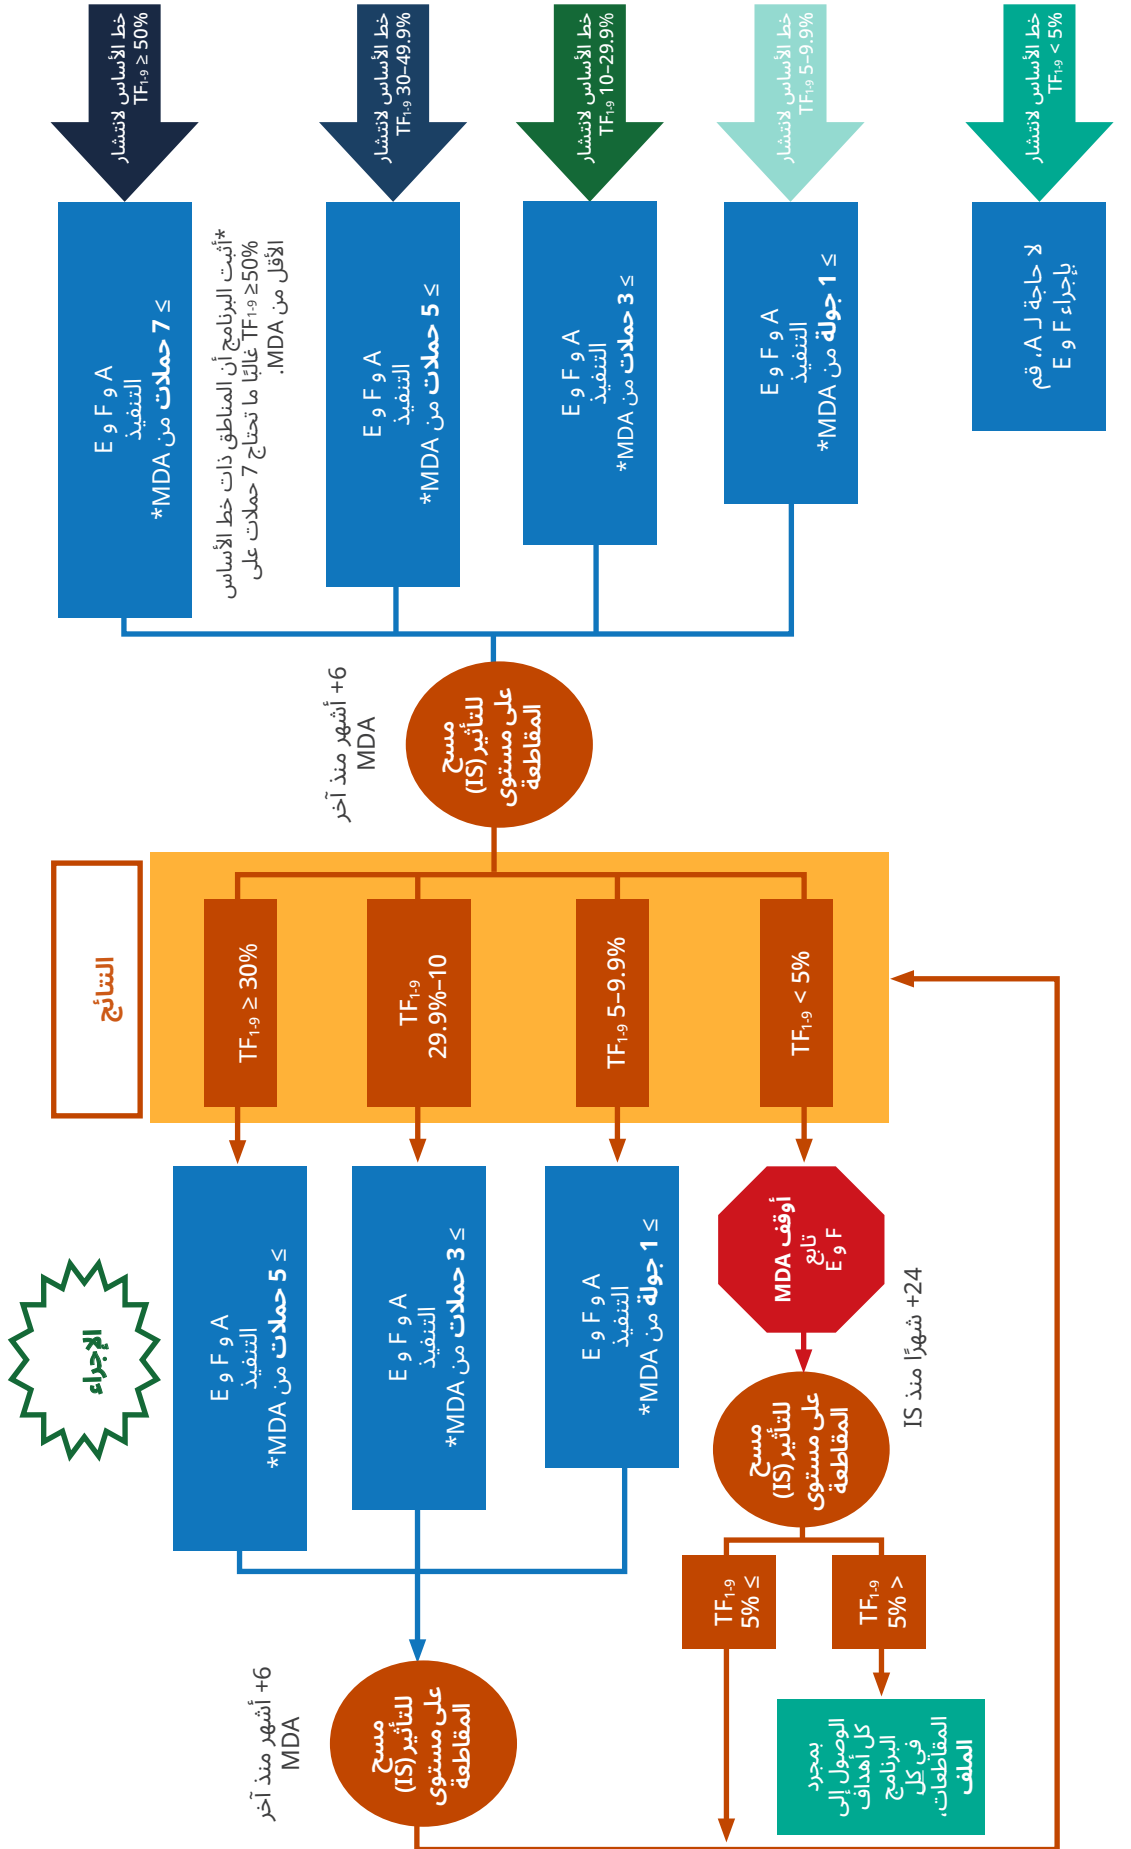 خط الأساس لانتشار
TF1-9 ≥ 50%
خط الأساس لانتشار
TF1-9 30–49.9%
خط الأساس لانتشار
TF1-9 10–29.9%
خط الأساس لانتشار
TF1-9 5–9.9%
خط الأساس لانتشار
TF1-9 < 5%
A و F و E
التنفيذ
≥ 7 حملات من MDA*
*أثبت البرنامج أن المناطق ذات خط الأساس
TF1-9 ≥50% غالبًا ما تحتاج 7 حملات على
الأقل من MDA.
A و F و E
التنفيذ
≥ 5 حملات من MDA*
A و F و E
التنفيذ
≥ 3 حملات من MDA*
A و F و E
التنفيذ
≥ 1 جولة من MDA*
لا حاجة لـ A، قم
بإجراء F و E
+6 أشهر منذ آخر
MDA
مسح
للتأثير (IS)
على مستوى
المقاطعة
النتائج
TF1-9 ≥ 30%
TF1-9
29.9%–10
TF1-9 5–9.9%
TF1-9 < 5%
الإجراء
A و F و E
التنفيذ
≥ 5 حملات من MDA*
A و F و E
التنفيذ
≥ 3 حملات من MDA*
A و F و E
التنفيذ
≥ 1 جولة من MDA*
أوقف MDA
تابع
F و E
+24 شهرًا منذ IS
مسح
للتأثير (IS)
على مستوى
المقاطعة
TF1-9
≥ 5%
TF1-9
< 5%
+6 أشهر منذ آخر
MDA
مسح
للتأثير (IS)
على مستوى
المقاطعة
بمجرد
الوصول إلى
كل أهداف
البرنامج
في كل
المقاطعات،
الملف